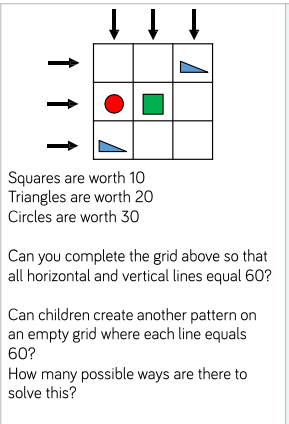 Squares are worth 10
Triangles are worth 20
Circles are worth 30
Can you complete the grid above so that
all horizontal and vertical lines equal 60?
Can children create another pattern on
an empty grid where each line equals
60?
How many possible ways are there to
solve this?